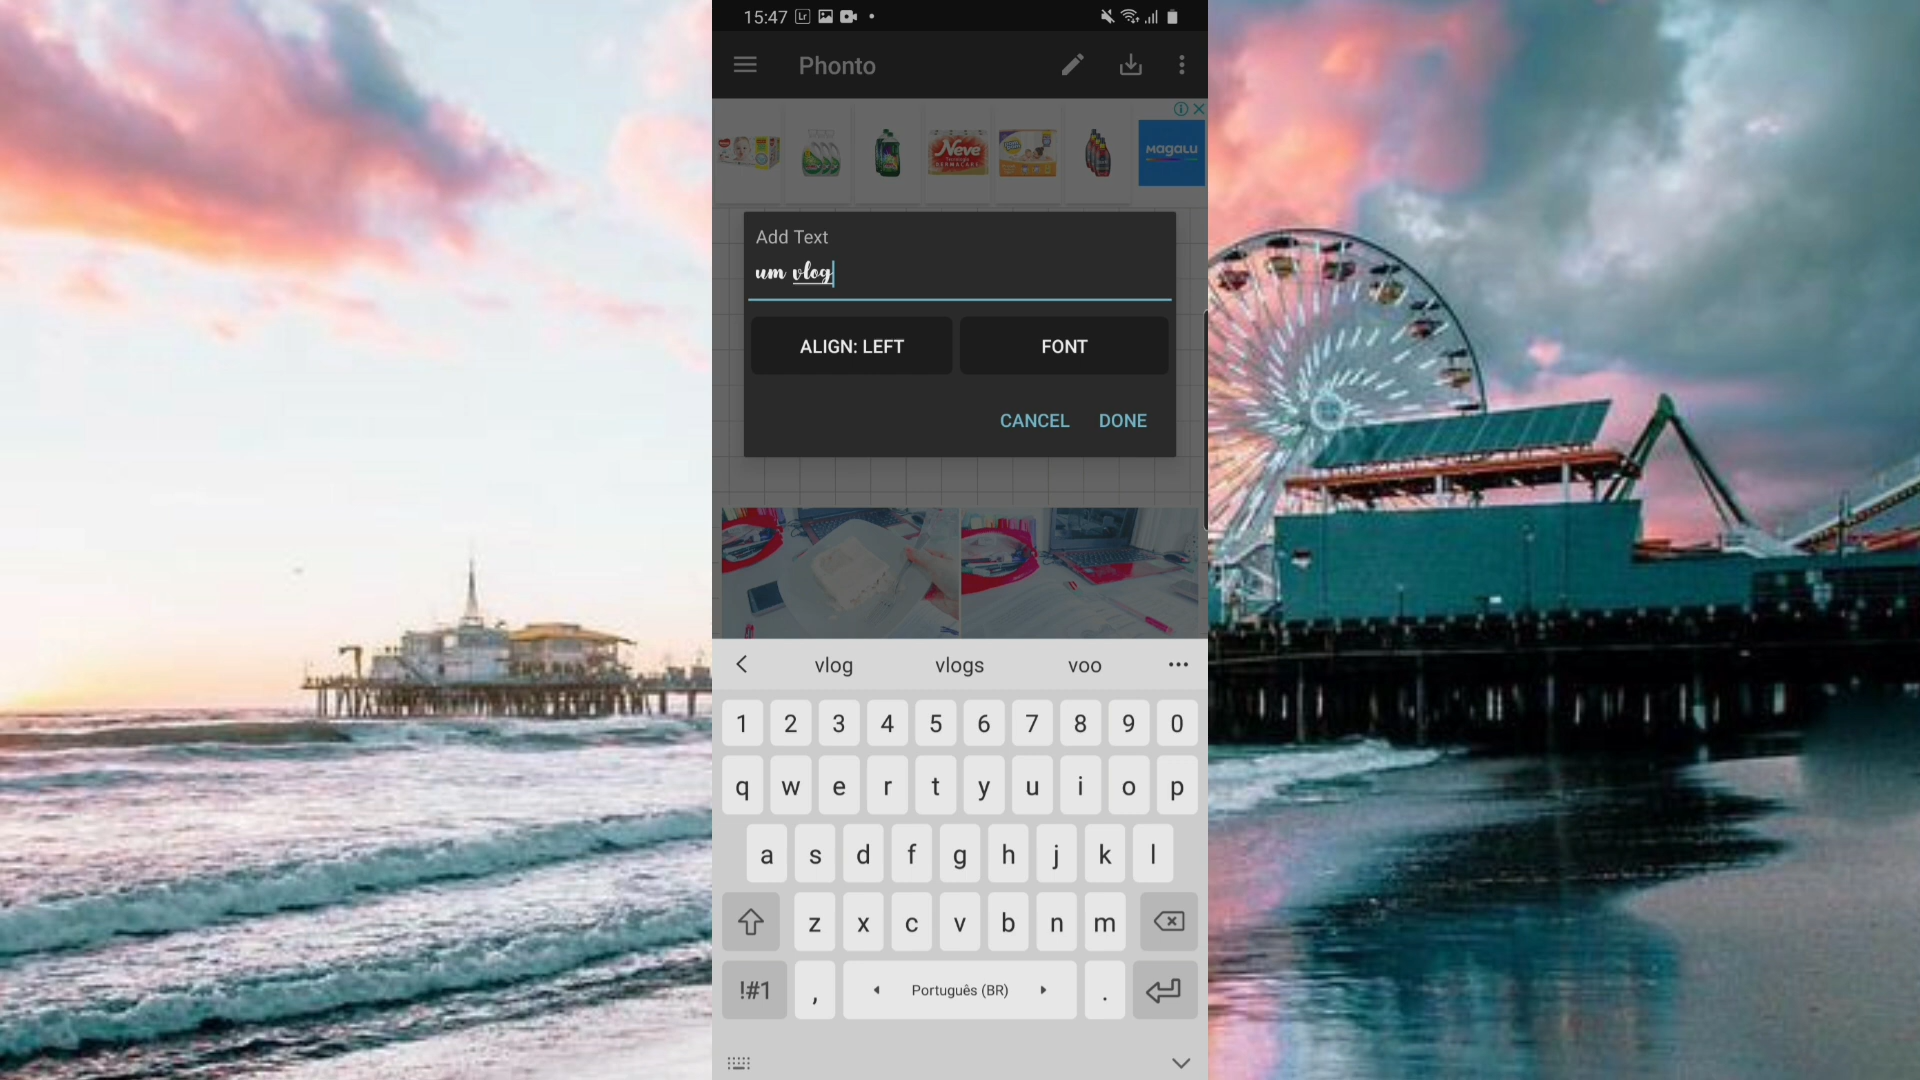 15:47
Phonto
Neve
MAGALU
Add Text
um vlog
ALIGN: LEFT FONT
CANCEL DONE
vlog vlogs voo
1 2 3 4 5 6 7 8 9 0
q w e r t y u i o p
a s d f g h j k l
z x c v b n m
!#1 , Português (BR) .